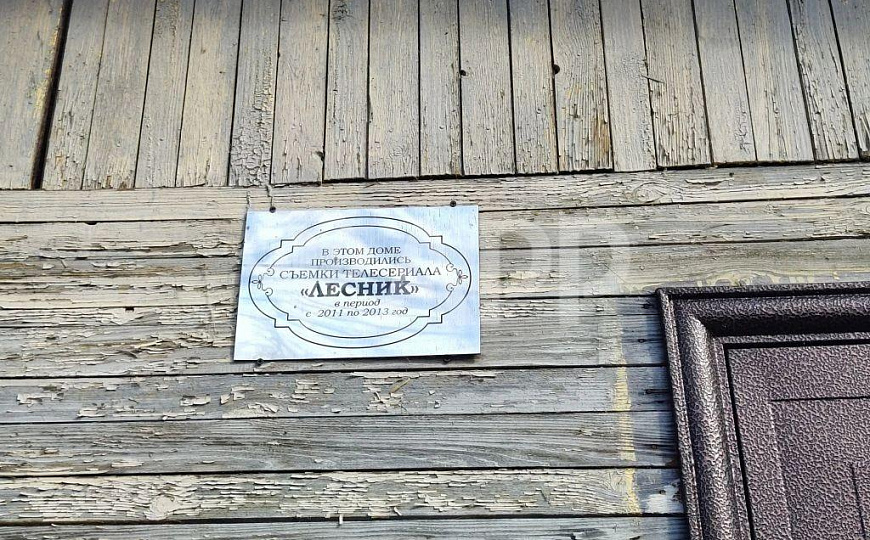 В ЭТОМ ДОМЕ
ПРОИЗВОДИЛИСЬ
СЪЕМКИ ТЕЛЕСЕРИАЛА
«ЛЕСНИК»
в период
с 2011 по 2013 год